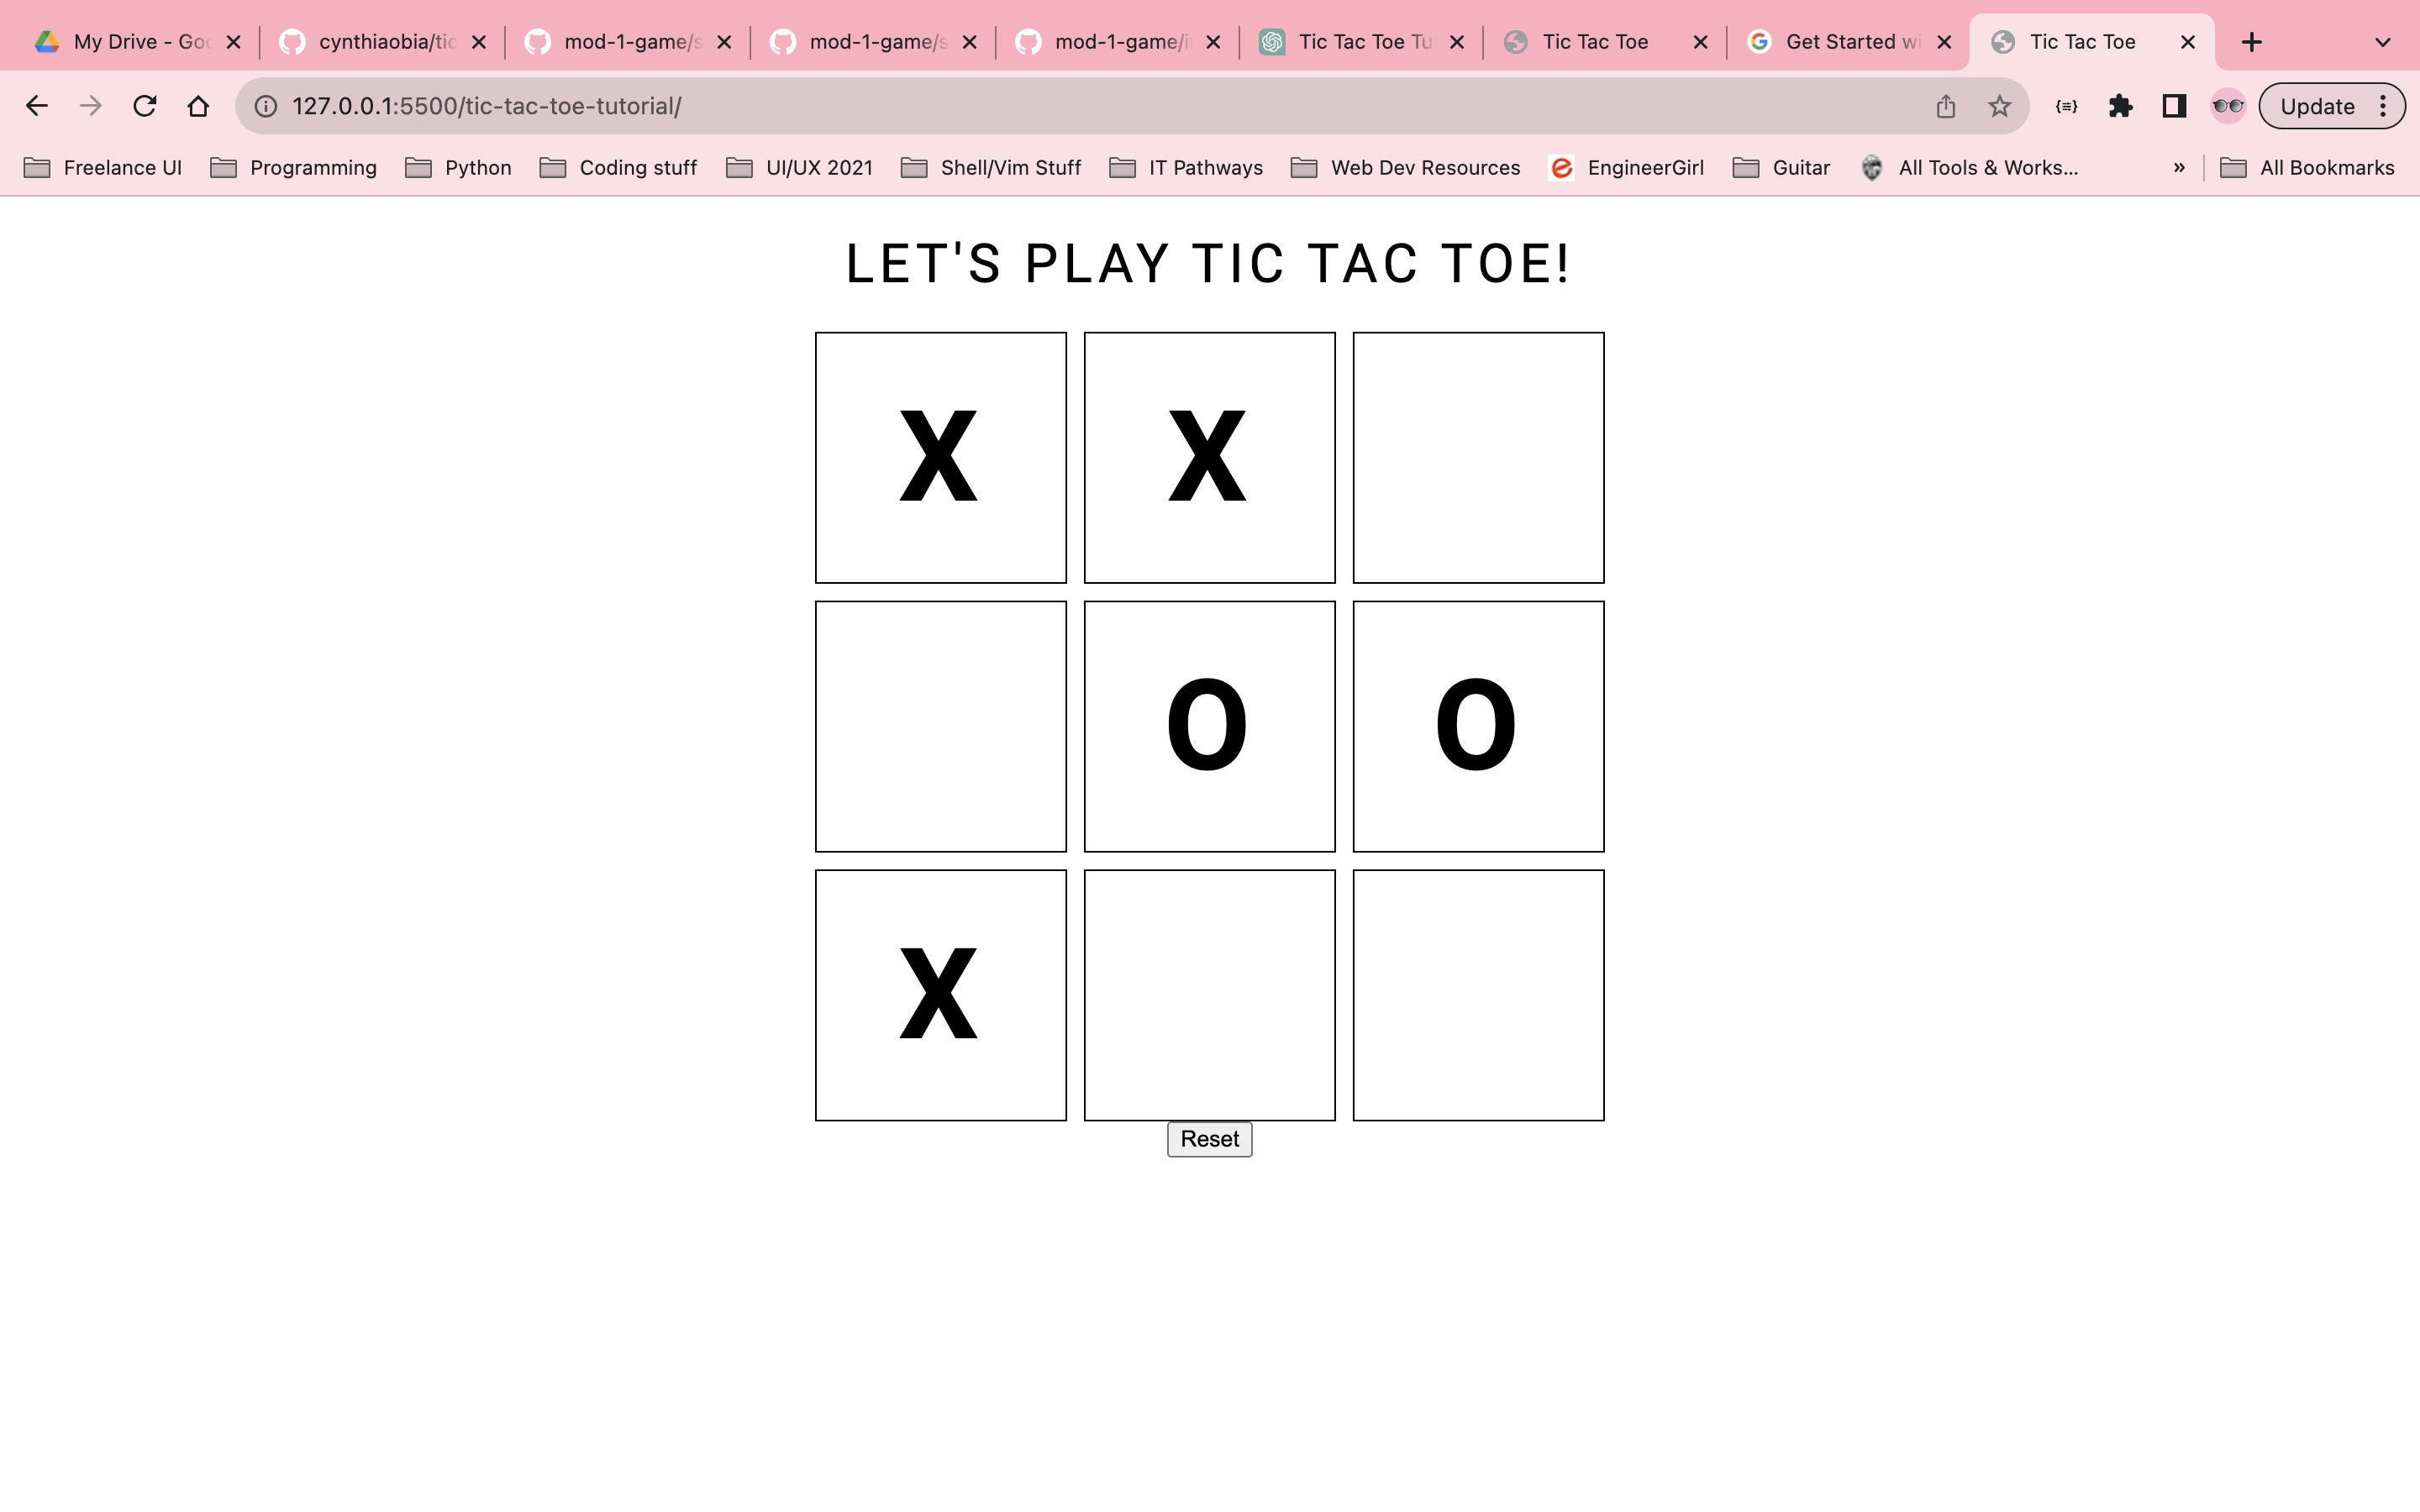 My Drive - Goo cynthiaobia/tic mod-1-game/s mod-1-game/s mod-1-game/i Tic Tac Toe Tu Tic Tac Toe Get Started wi Tic Tac Toe
127.0.0.1:5500/tic-tac-toe-tutorial/ {≡} Update
Freelance UI Programming Python Coding stuff UI/UX 2021 Shell/Vim Stuff IT Pathways Web Dev Resources EngineerGirl Guitar All Tools & Works... » All Bookmarks
LET'S PLAY TIC TAC TOE!
X X
O O
X
Reset